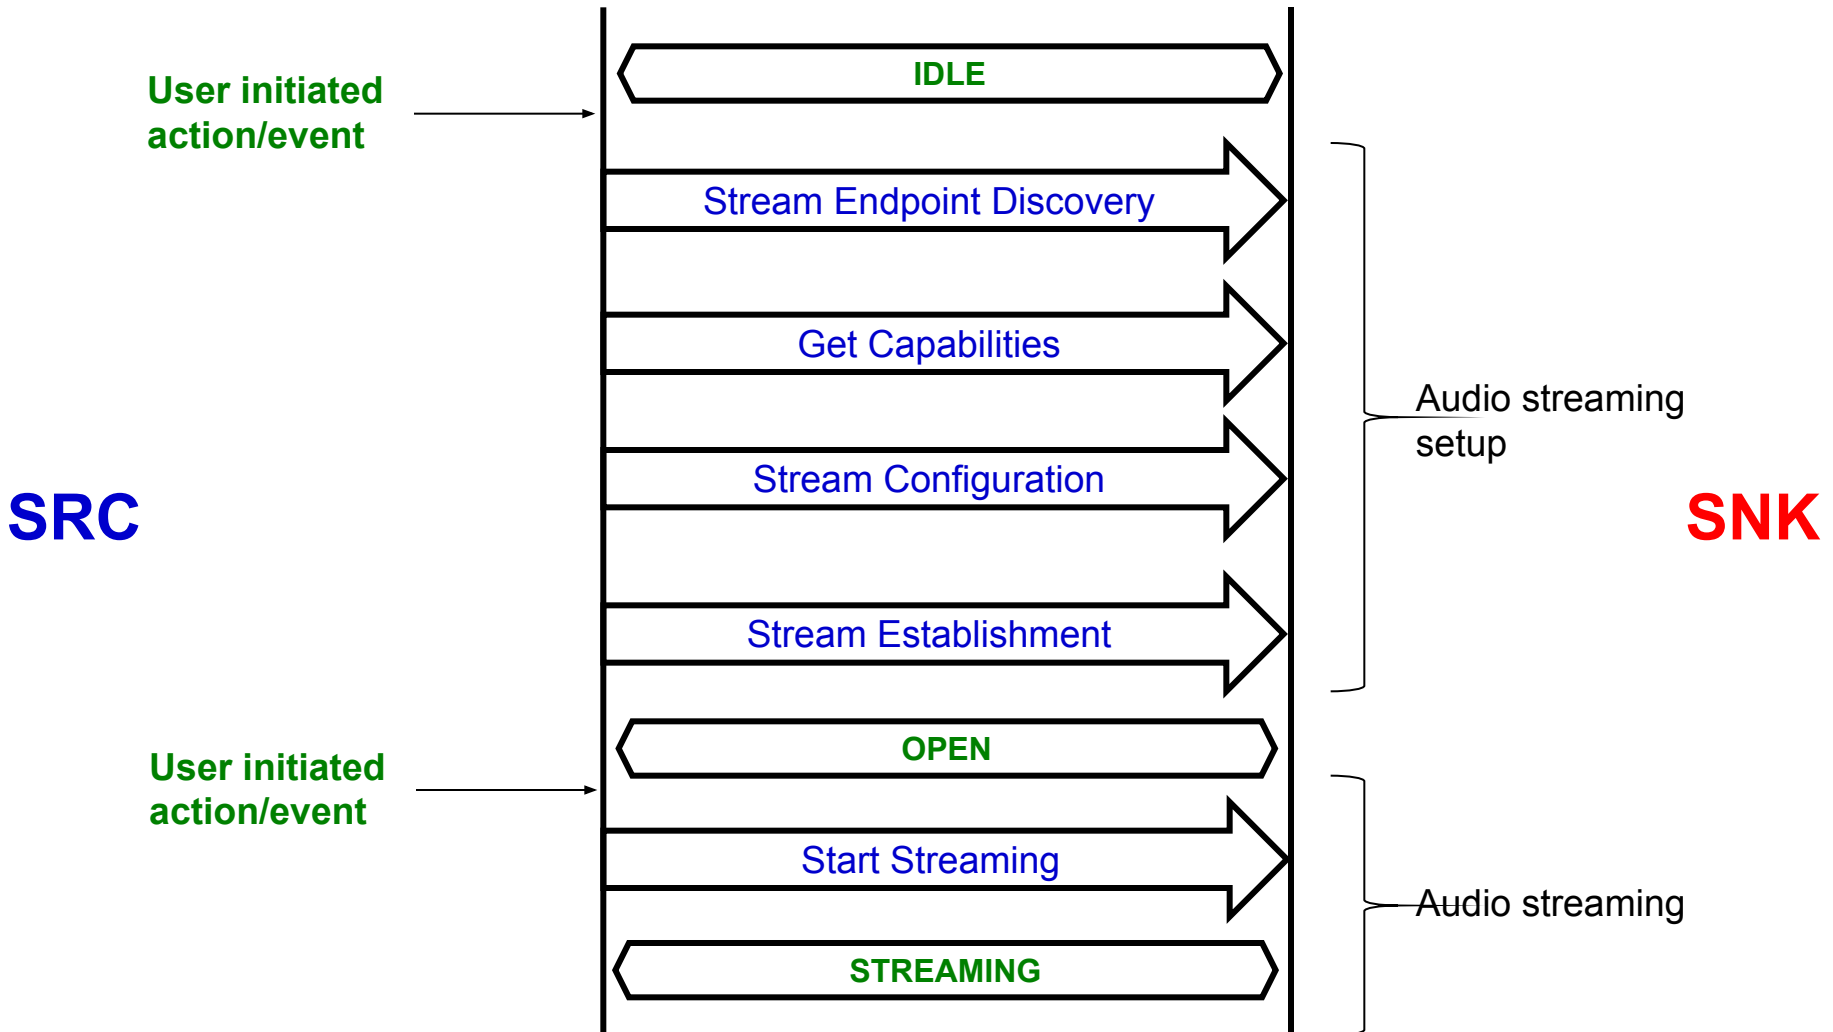 IDLE
User initiated
action/event
Stream Endpoint Discovery
Get Capabilities
Audio streaming
setup
Stream Configuration
SRC
SNK
Stream Establishment
OPEN
User initiated
action/event
Start Streaming
Audio streaming
STREAMING